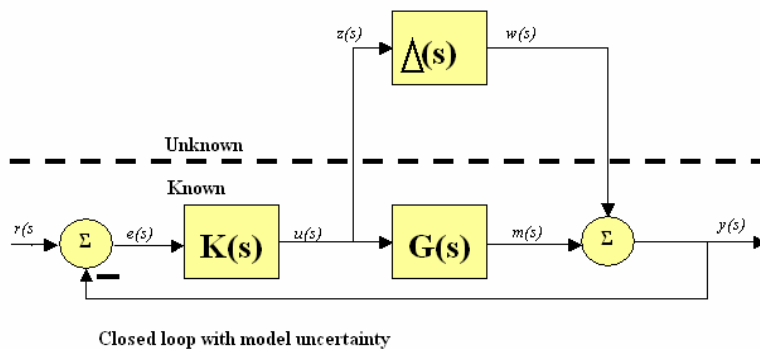 z(s)
Δ(s)
w(s)
Unknown
Known
r(s
Σ
e(s)
K(s)
u(s)
G(s)
m(s)
Σ
y(s)
Closed loop with model uncertainty